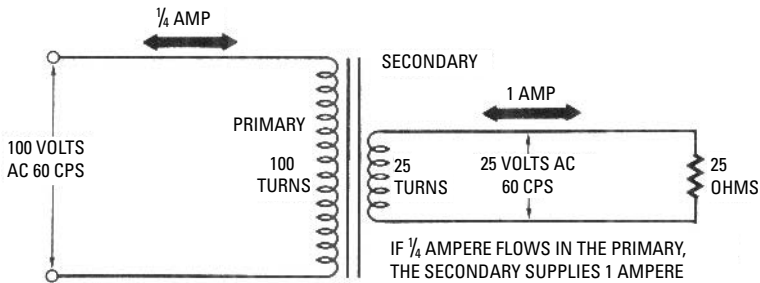 ¼ AMP
SECONDARY
1 AMP
PRIMARY
100 VOLTS
AC 60 CPS
100
TURNS
25
TURNS
25 VOLTS AC
60 CPS
25
OHMS
IF ¼ AMPERE FLOWS IN THE PRIMARY,
THE SECONDARY SUPPLIES 1 AMPERE